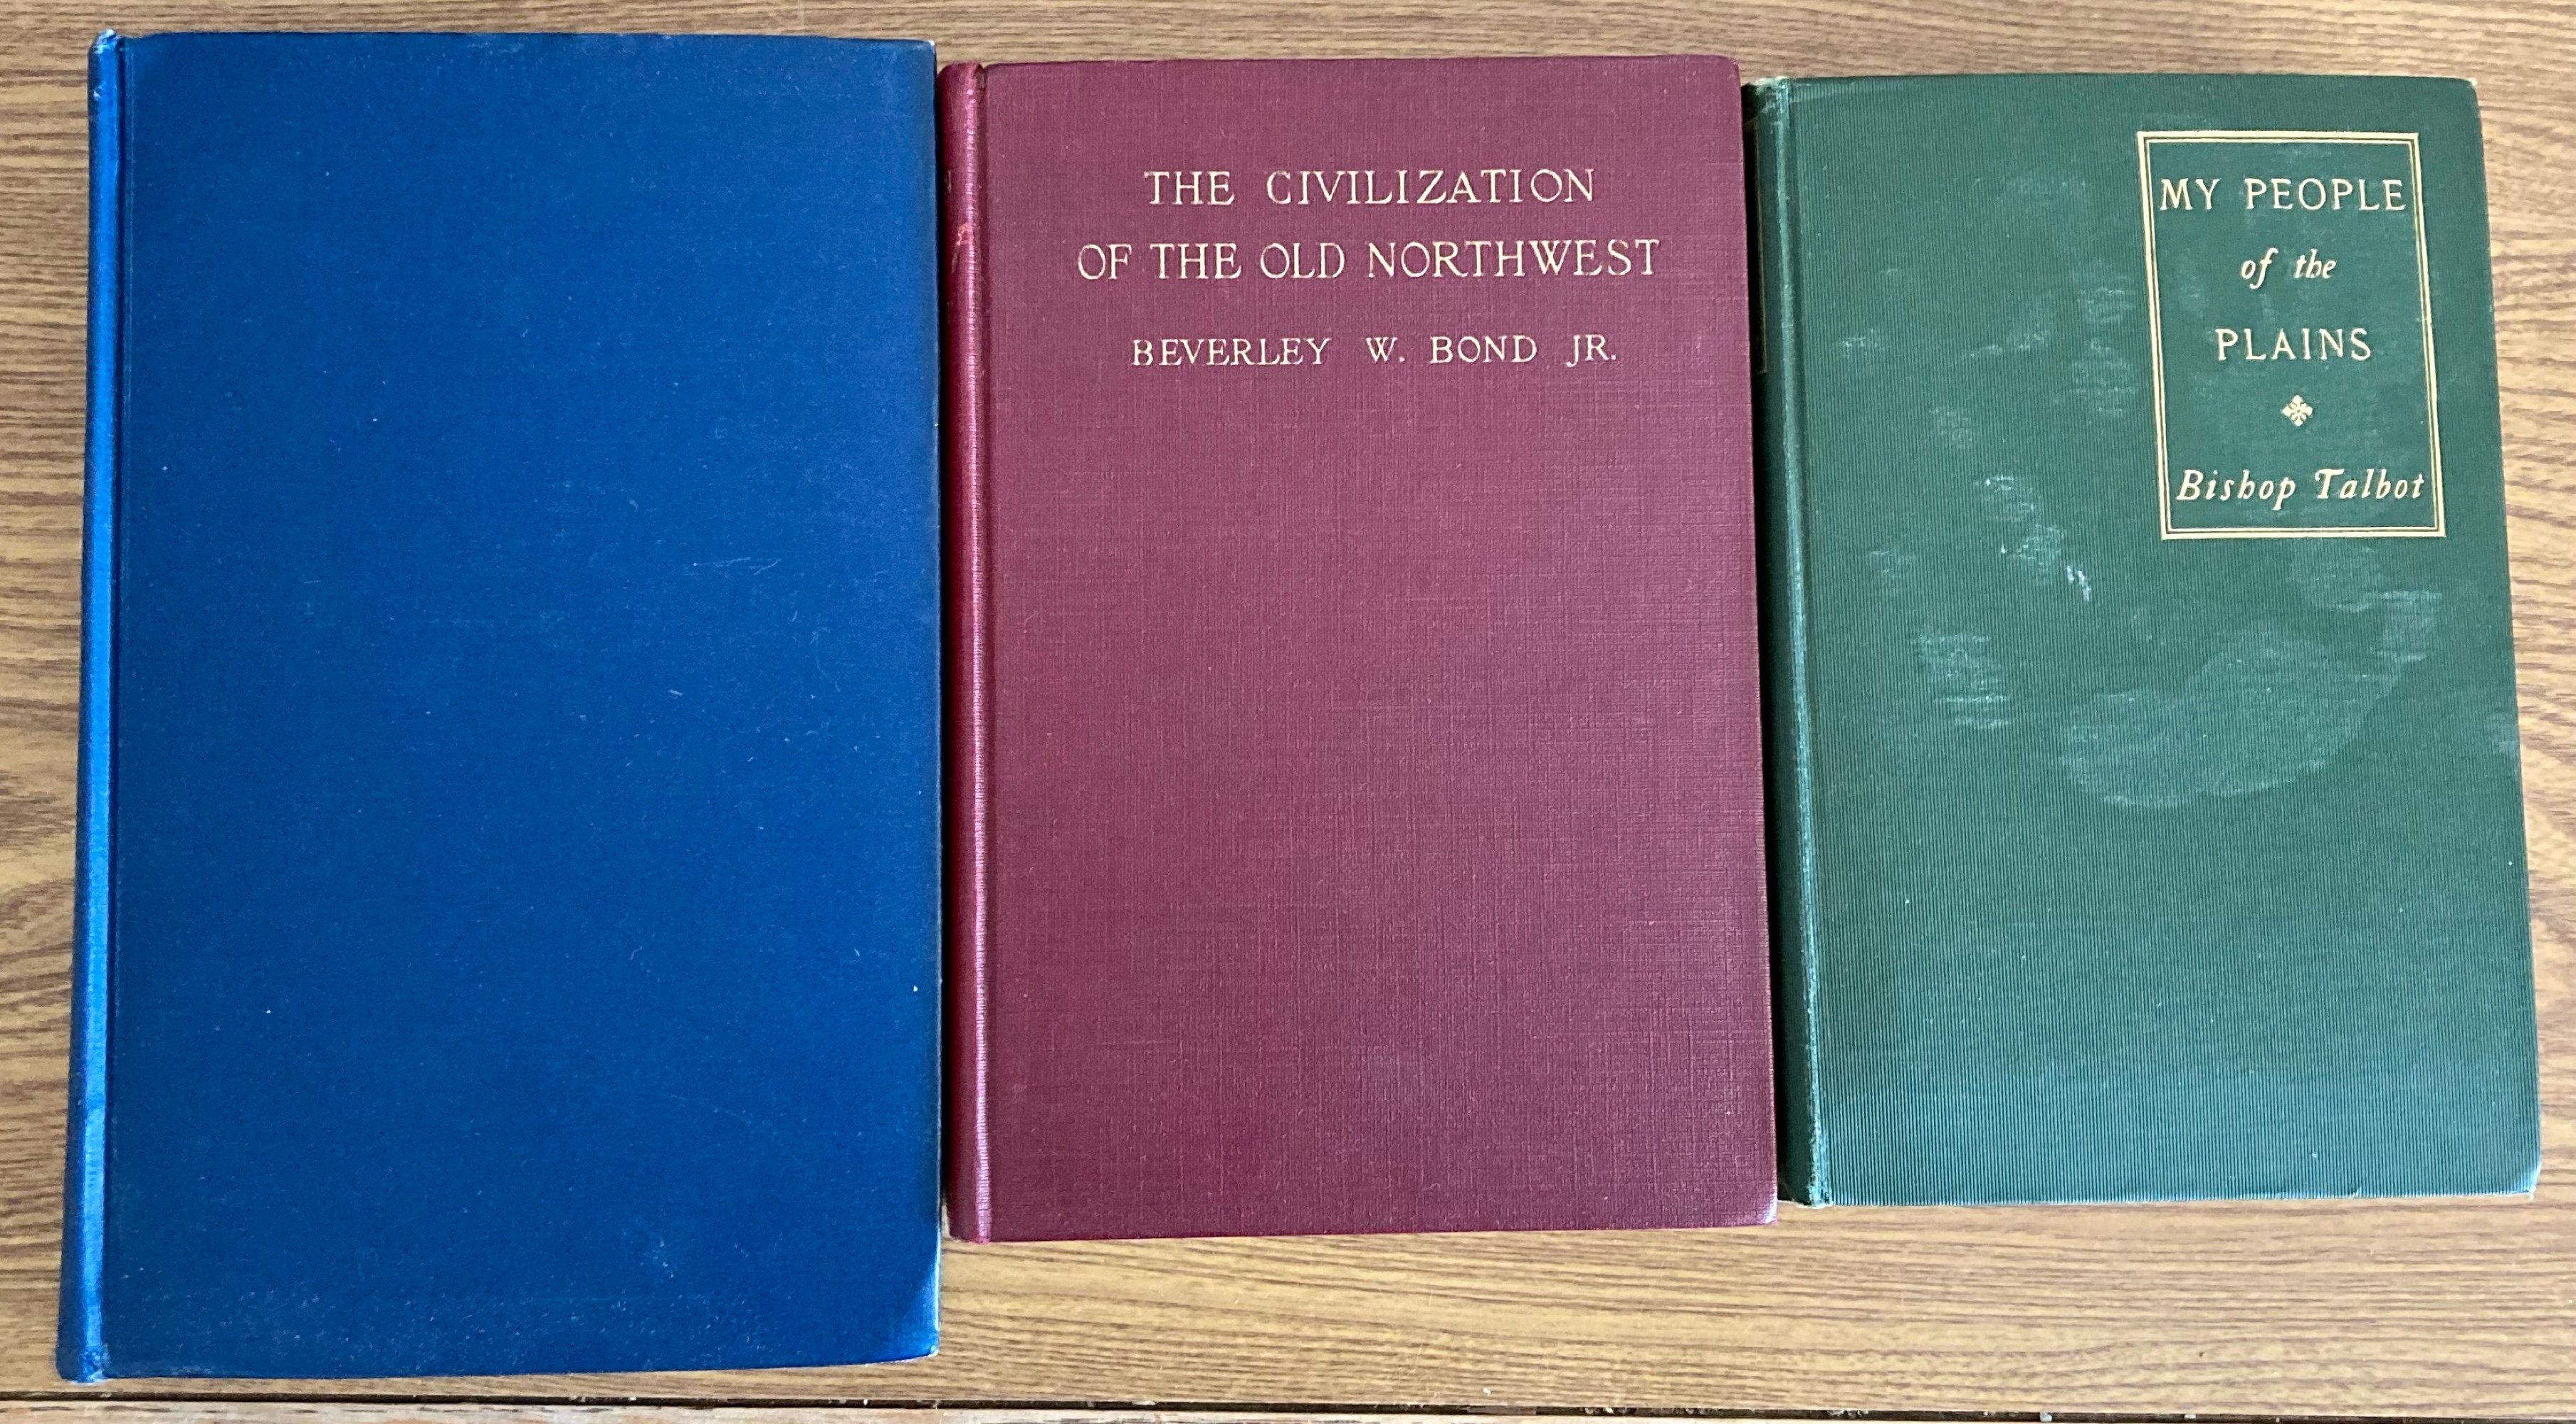 THE CIVILIZATION
OF THE OLD NORTHWEST
BEVERLEY W. BOND JR.
MY PEOPLE
of the
PLAINS
Bishop Talbot